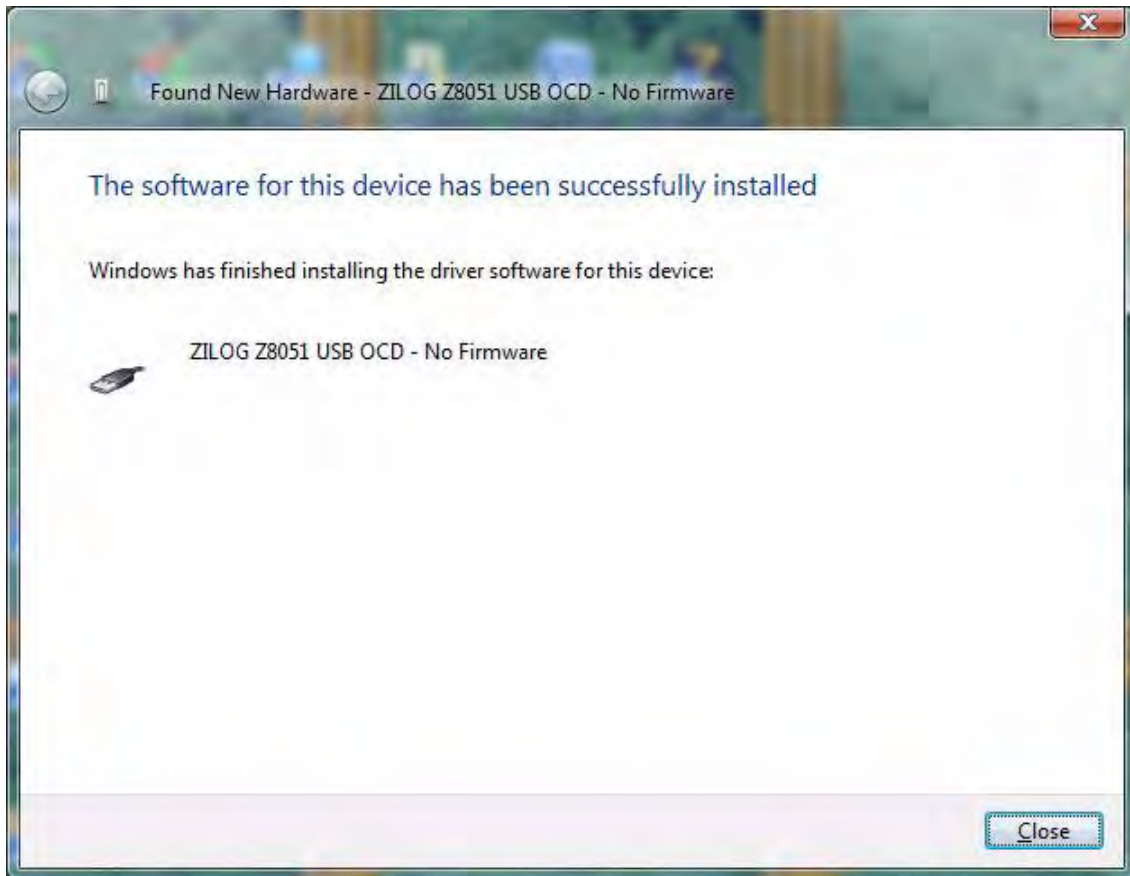 Found New Hardware - ZILOG Z8051 USB OCD - No Firmware
The software for this device has been successfully installed
Windows has finished installing the driver software for this device:
ZILOG Z8051 USB OCD - No Firmware
Close